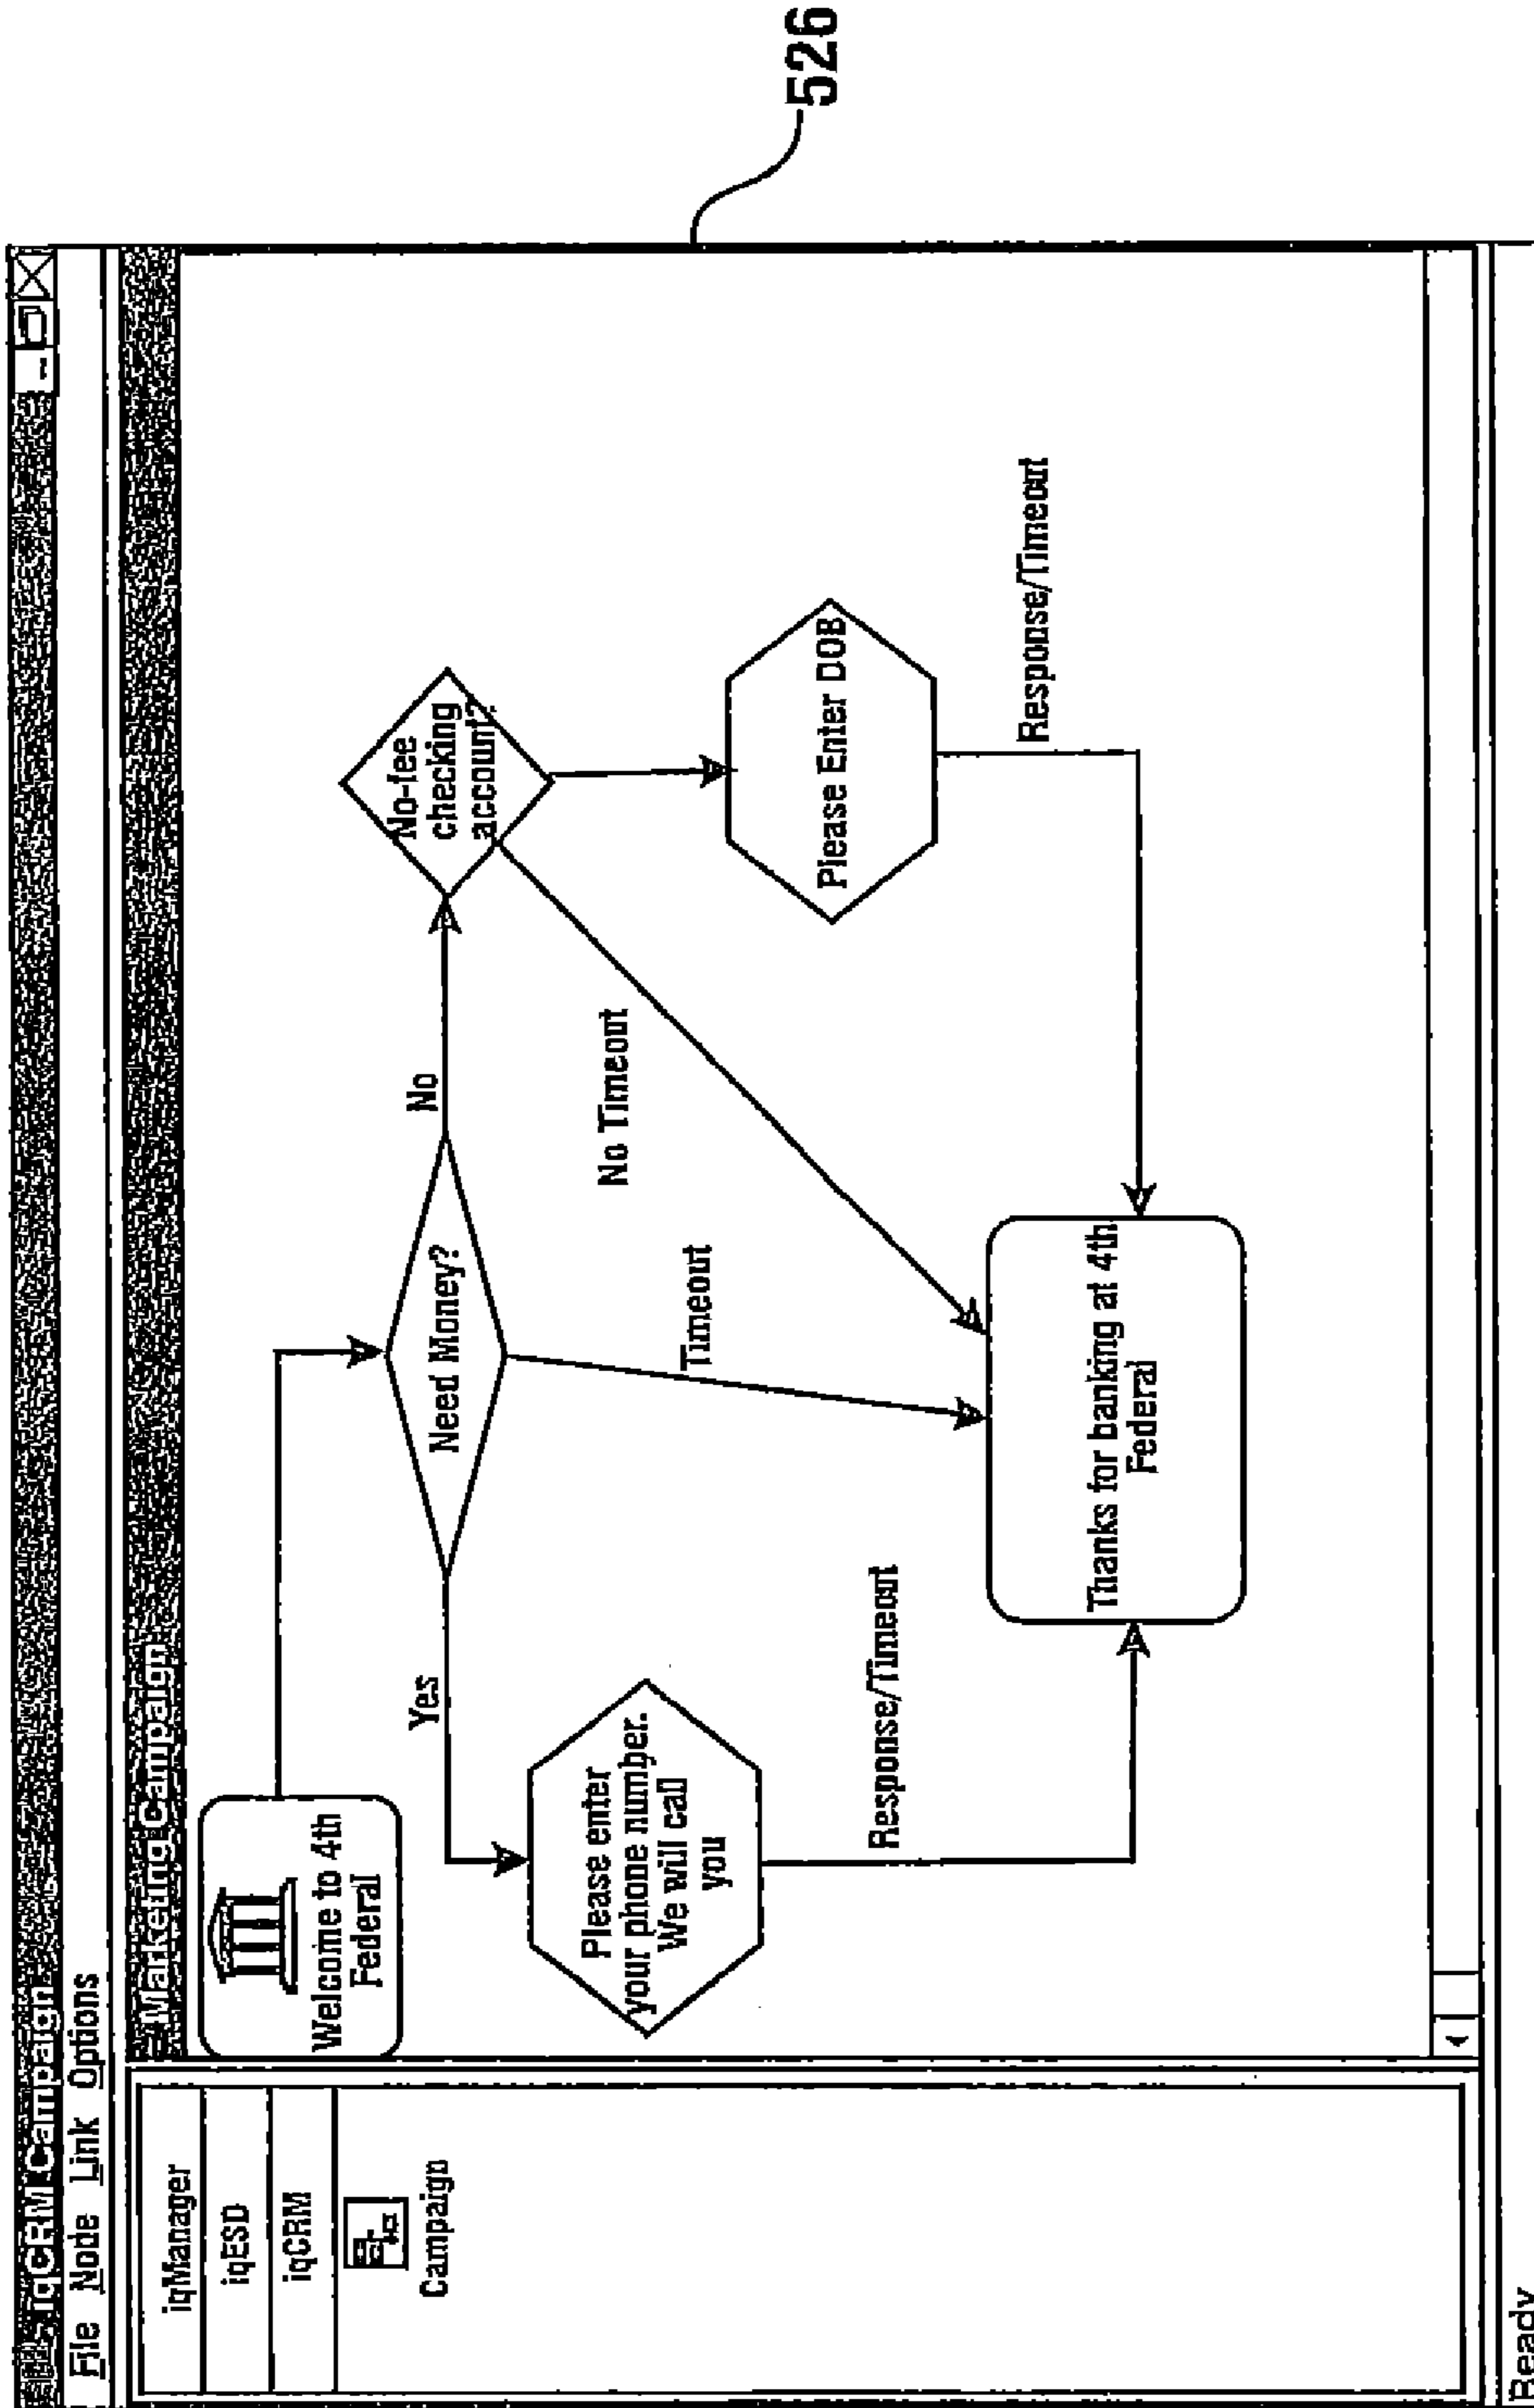 iqCRM Campaign
File Node Link Options
iqManager
iqESD
iqCRM
Campaign
Marketing Campaign
Welcome to 4th
Federal
Need Money?
Yes
No
No-fee
checking
account?
Please enter
your phone number.
We will call
you
Timeout
No Timeout
Please Enter DOB
Response/Timeout
Response/Timeout
Thanks for banking at 4th
Federal
Ready
526